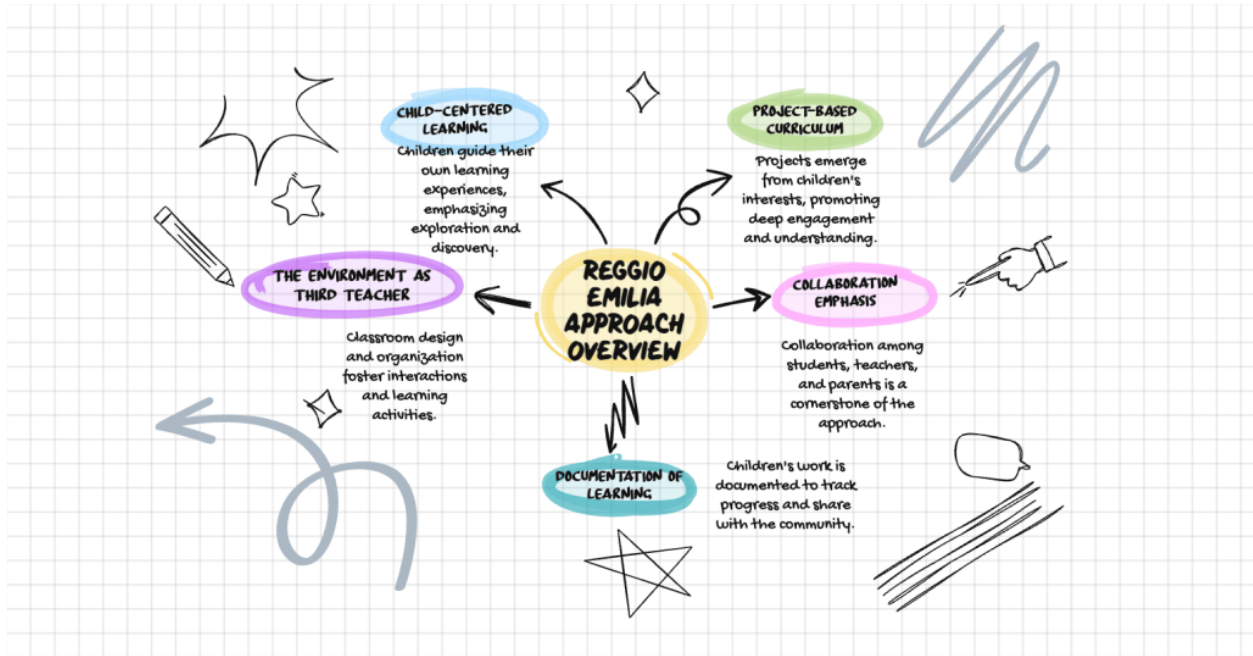 CHILD-CENTERED
LEARNING
Children guide their
own learning
experiences,
emphasizing
exploration and
discovery.
PROJECT-BASED
CURRICULUM
Projects emerge
from children's
interests, promoting
deep engagement
and understanding.
THE ENVIRONMENT AS
THIRD TEACHER
Classroom design
and organization
foster interactions
and learning
activities.
REGGIO
EMILIA
APPROACH
OVERVIEW
COLLABORATION
EMPHASIS
Collaboration among
students, teachers,
and parents is a
cornerstone of the
approach.
DOCUMENTATION OF
LEARNING
Children's work is
documented to track
progress and share
with the community.